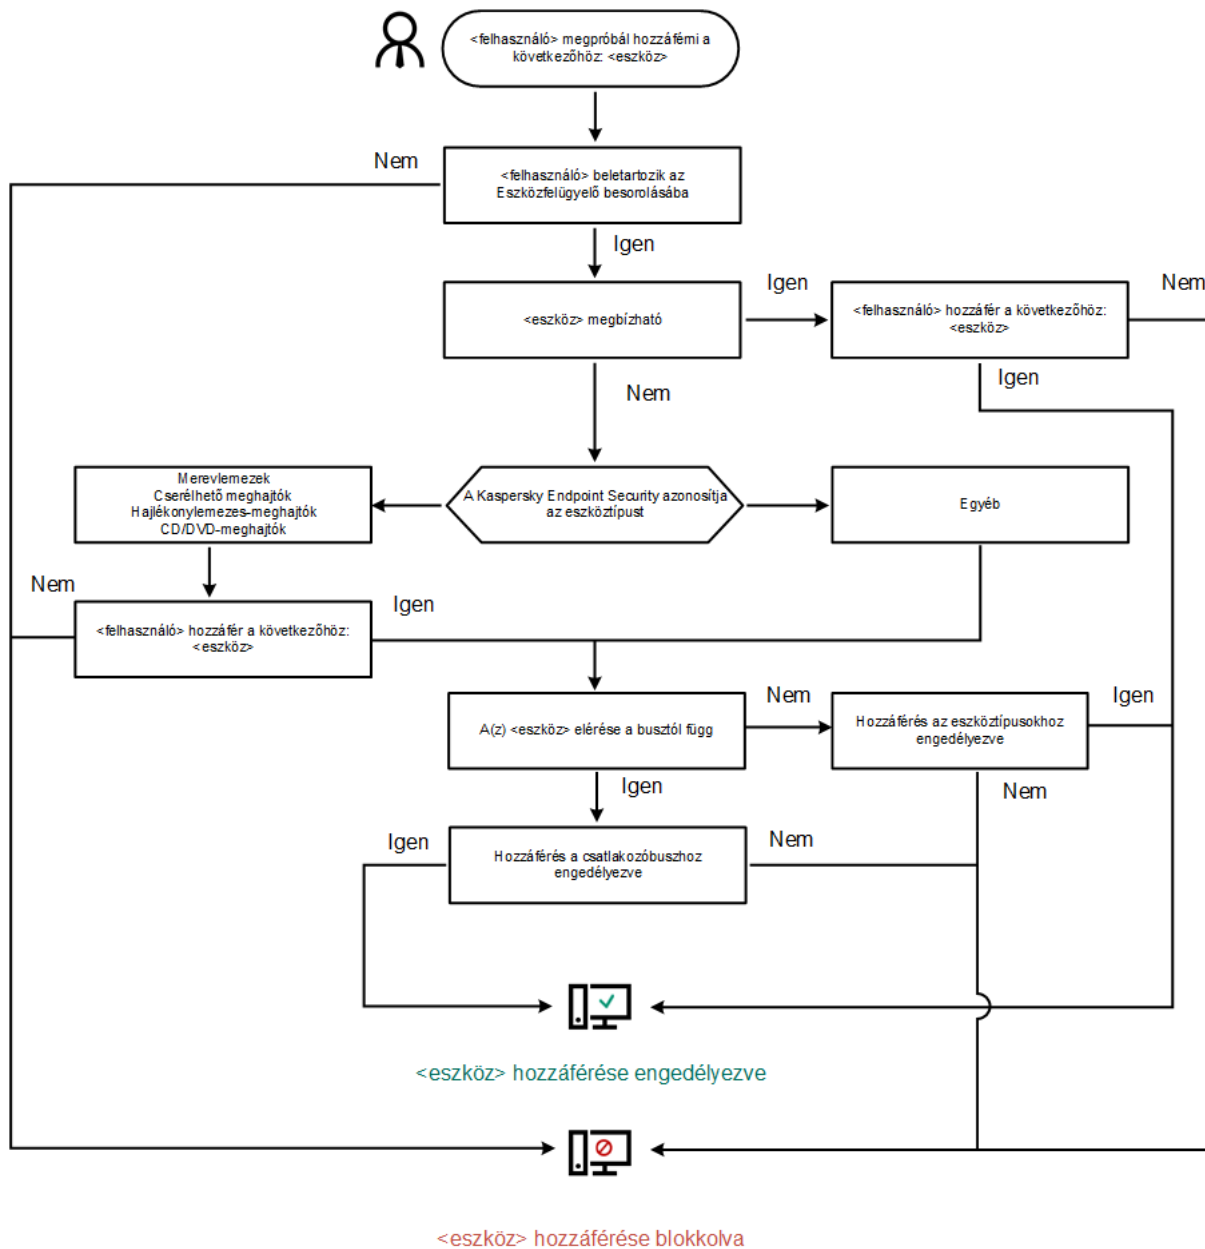 <felhasználó> megpróbál hozzáférni a
következőhöz: <eszköz>
Nem
<felhasználó> beletartozik az
Eszközfelügyelő besorolásába
Igen
<eszköz> megbízható
Igen
<felhasználó> hozzáfér a következőhöz:
<eszköz>
Nem
Igen
Nem
Merevlemezek
Cserélhető meghajtók
Hajlékonylemezes-meghajtók
CD/DVD-meghajtók
A Kaspersky Endpoint Security azonosítja
az eszköztípust
Egyéb
Nem
<felhasználó> hozzáfér a következőhöz:
<eszköz>
Igen
A(z) <eszköz> elérése a busztól függ
Nem
Hozzáférés az eszköztípusokhoz
engedélyezve
Igen
Igen
Nem
Igen
Hozzáférés a csatlakozóbuszhoz
engedélyezve
Nem
<eszköz> hozzáférése engedélyezve
<eszköz> hozzáférése blokkolva